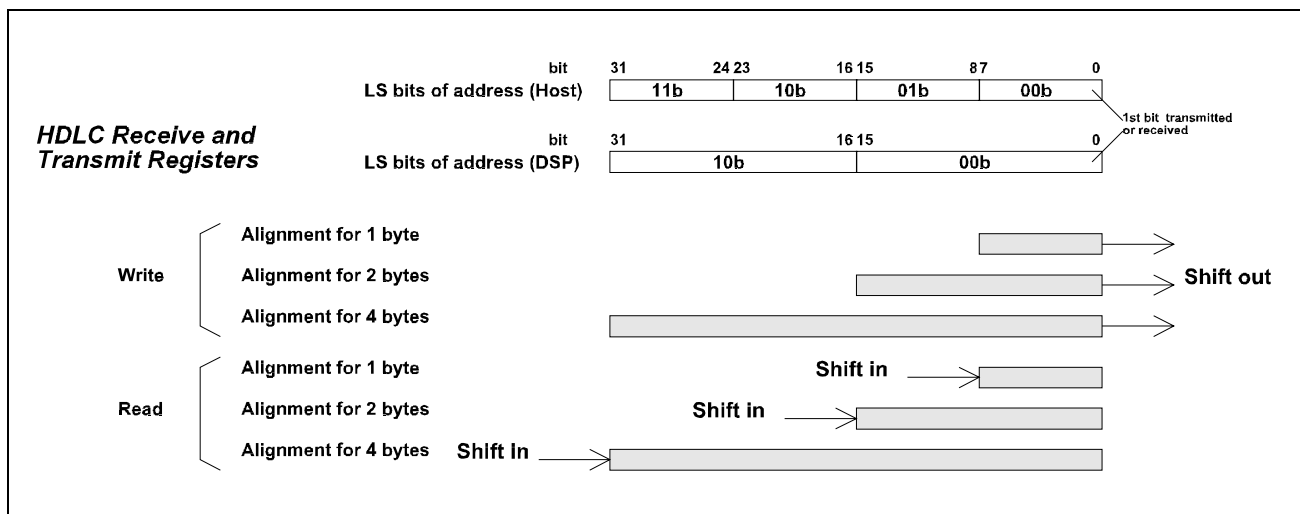 bit 31 24 23 16 15 8 7 0
LS bits of address (Host) 11b 10b 01b 00b
1st bit transmitted
or received
HDLC Receive and
Transmit Registers
bit 31 16 15 0
LS bits of address (DSP) 10b 00b
Write
Alignment for 1 byte
Alignment for 2 bytes
Shift out
Alignment for 4 bytes
Read
Alignment for 1 byte
Shift in
Alignment for 2 bytes
Shift in
Alignment for 4 bytes
Shift In